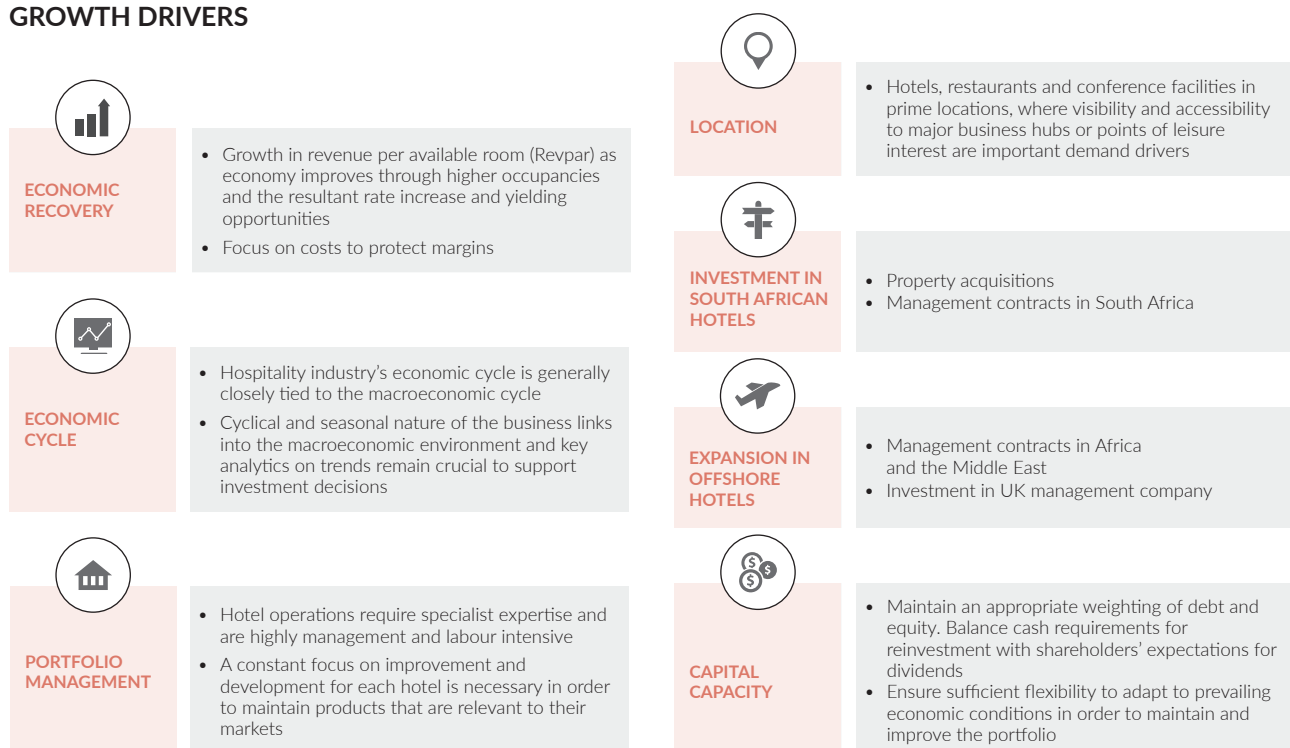 GROWTH DRIVERS
ECONOMIC
RECOVERY
• Growth in revenue per available room (Revpar) as
economy improves through higher occupancies
and the resultant rate increase and yielding
opportunities
• Focus on costs to protect margins
ECONOMIC
CYCLE
• Hospitality industry’s economic cycle is generally
closely tied to the macroeconomic cycle
• Cyclical and seasonal nature of the business links
into the macroeconomic environment and key
analytics on trends remain crucial to support
investment decisions
PORTFOLIO
MANAGEMENT
• Hotel operations require specialist expertise and
are highly management and labour intensive
• A constant focus on improvement and
development for each hotel is necessary in order
to maintain products that are relevant to their
markets
LOCATION
• Hotels, restaurants and conference facilities in
prime locations, where visibility and accessibility
to major business hubs or points of leisure
interest are important demand drivers
INVESTMENT IN
SOUTH AFRICAN
HOTELS
• Property acquisitions
• Management contracts in South Africa
EXPANSION IN
OFFSHORE
HOTELS
• Management contracts in Africa
and the Middle East
• Investment in UK management company
CAPITAL
CAPACITY
• Maintain an appropriate weighting of debt and
equity. Balance cash requirements for
reinvestment with shareholders’ expectations for
dividends
• Ensure sufficient flexibility to adapt to prevailing
economic conditions in order to maintain and
improve the portfolio